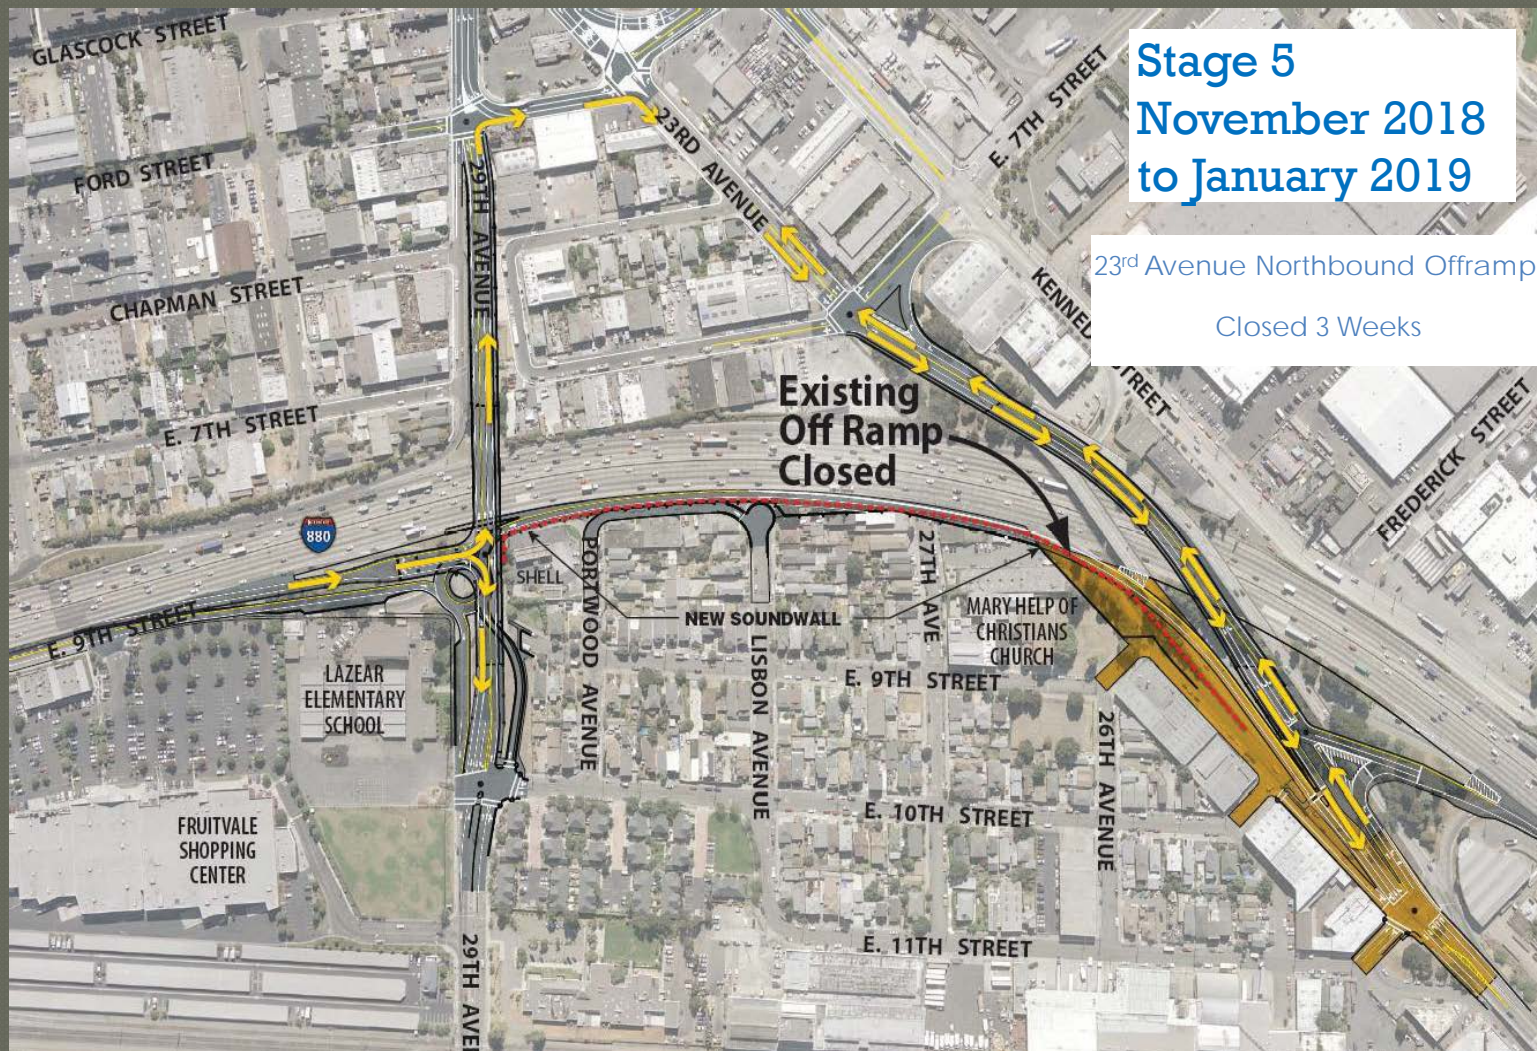 GLASCOCK STREET
Stage 5
November 2018
to January 2019
23rd Avenue Northbound Offramp
Closed 3 Weeks
FORD STREET
29TH AVENUE
23RD AVENUE
E. 7TH STREET
CHAPMAN STREET
KENNED
STREET
E. 7TH STREET
Existing
Off Ramp
Closed
FREDERICK STREET
880
SHELL
PORTWOOD AVENUE
NEW SOUNDWALL
27TH AVE
MARY HELP OF
CHRISTIANS
CHURCH
E. 9TH STREET
LAZEAR
ELEMENTARY
SCHOOL
LISBON AVENUE
E. 9TH STREET
26TH AVENUE
FRUITVALE
SHOPPING
CENTER
E. 10TH STREET
29TH AVE
E. 11TH STREET